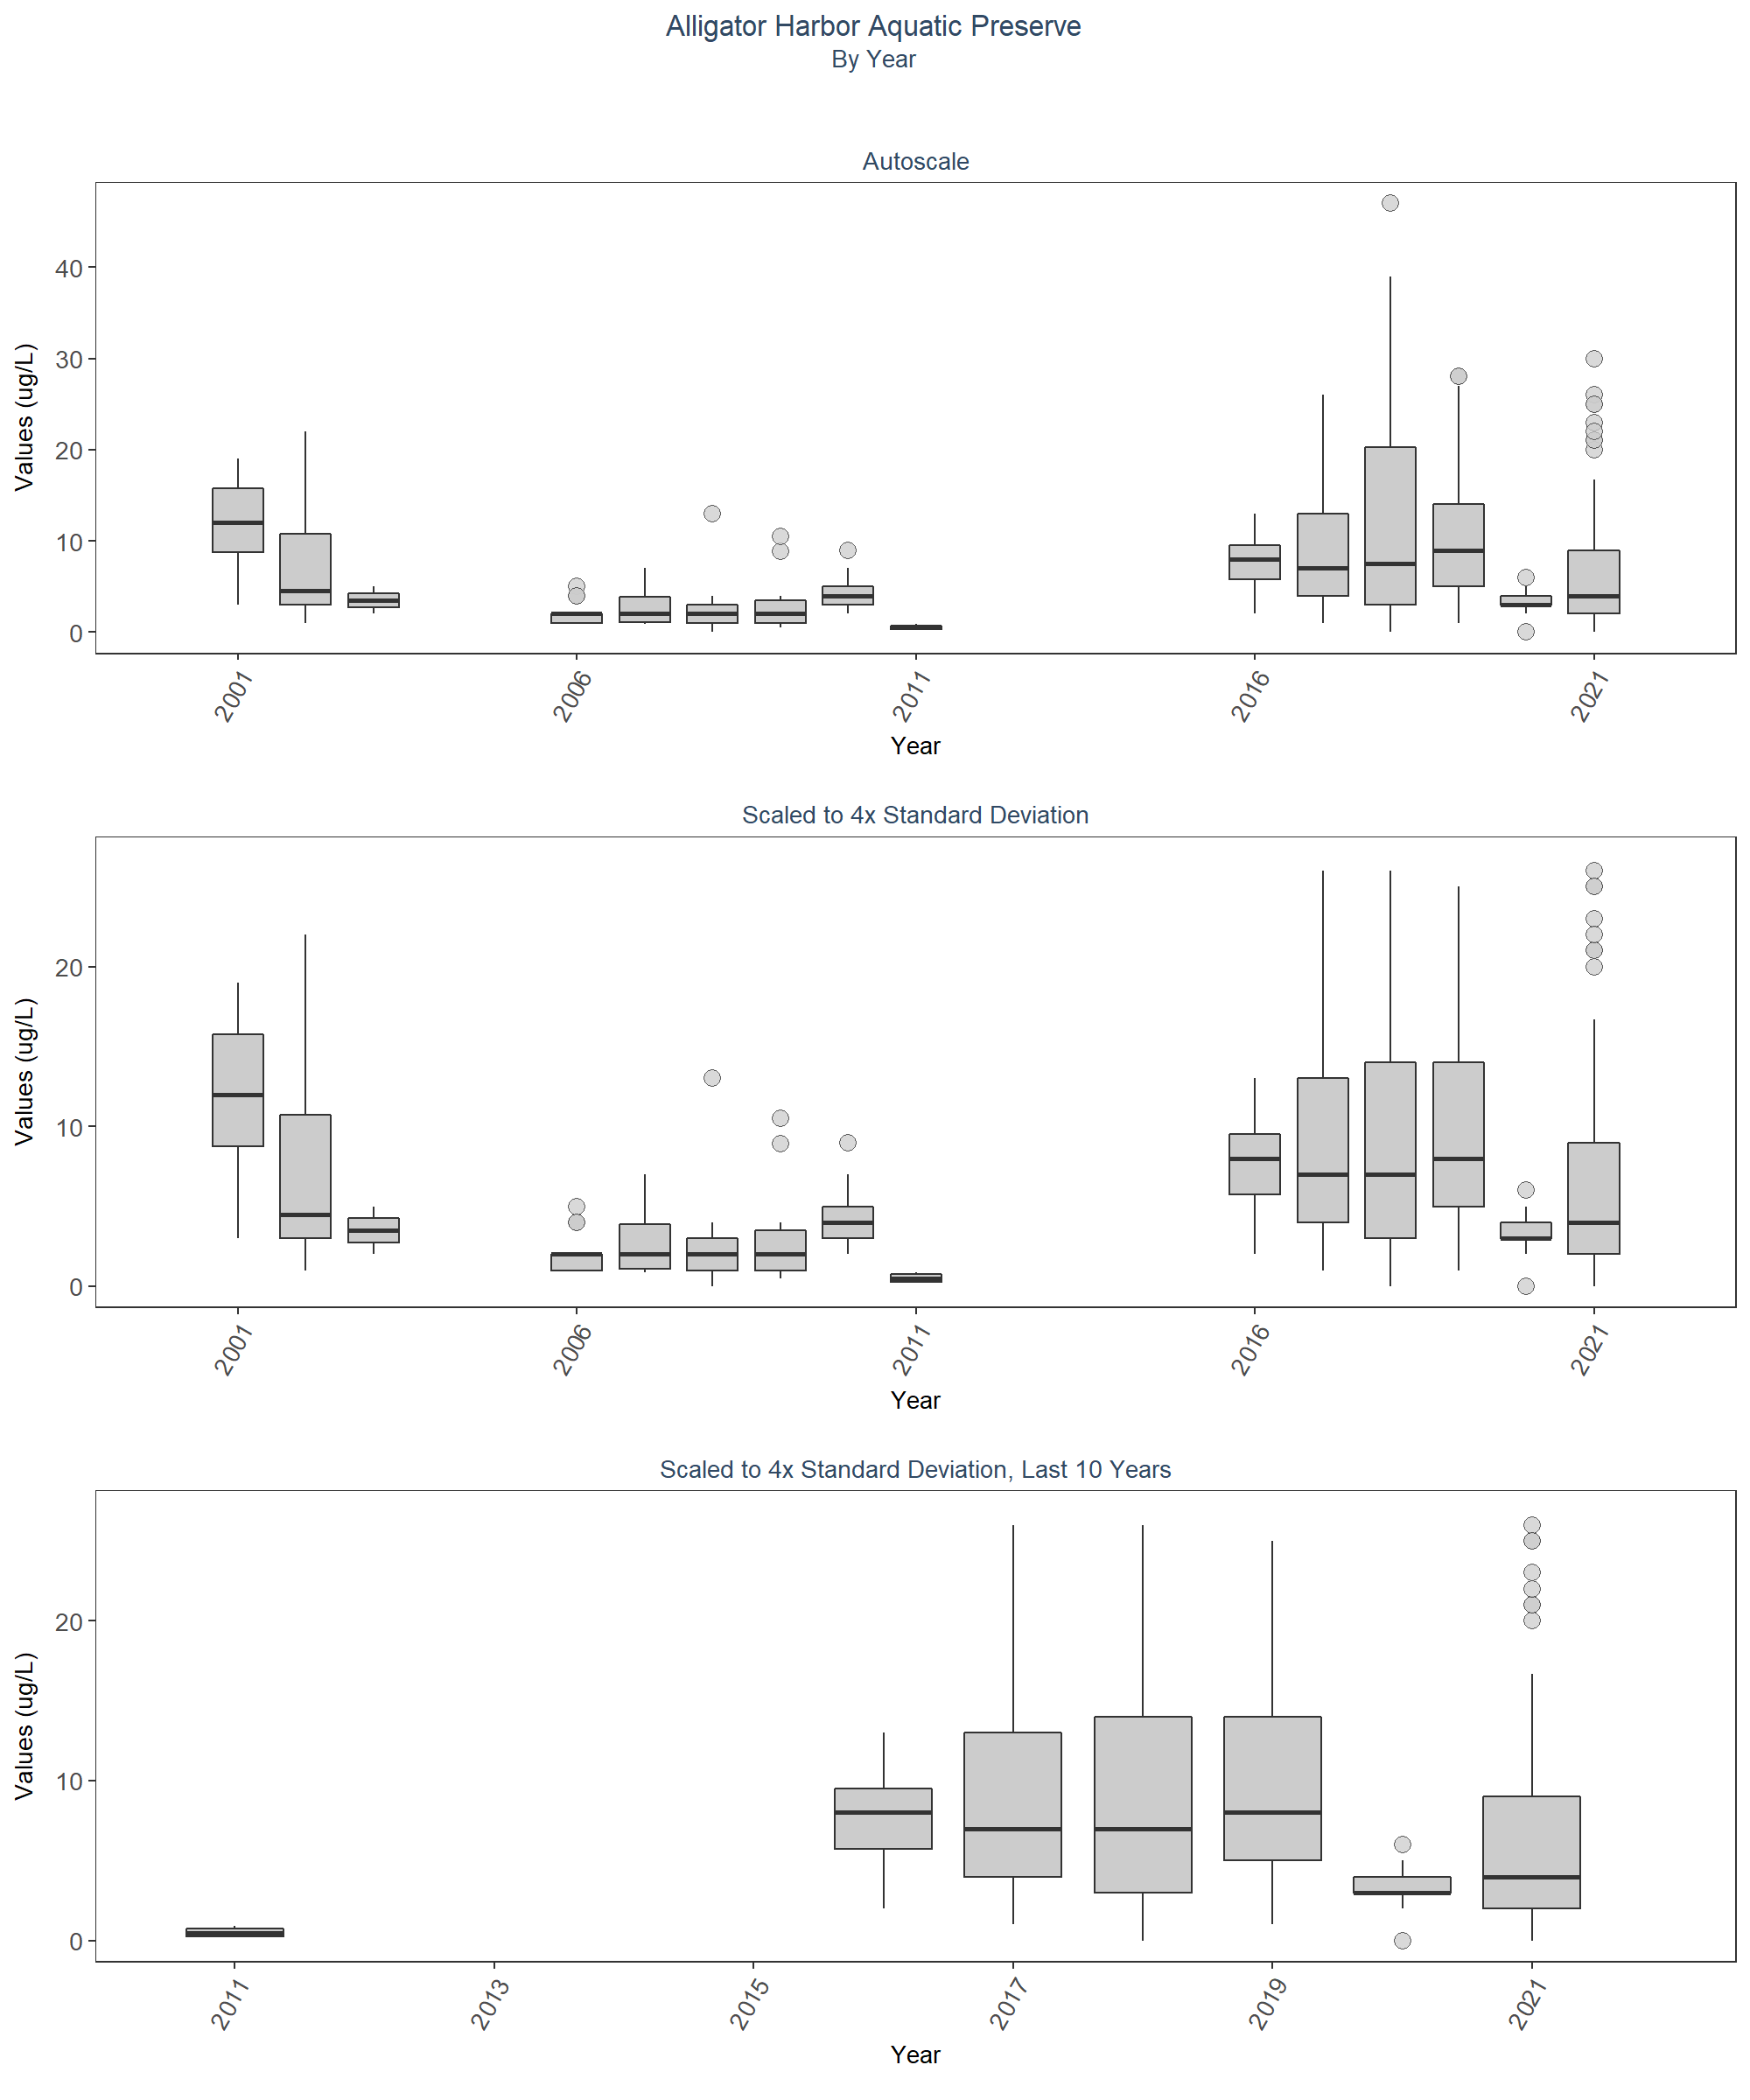 Alligator Harbor Aquatic Preserve
By Year
Autoscale
Values (ug/L)
40
30
20
10
0
2001
2006
2011
2016
2021
Year
Scaled to 4x Standard Deviation
Values (ug/L)
20
10
0
2001
2006
2011
2016
2021
Year
Scaled to 4x Standard Deviation, Last 10 Years
Values (ug/L)
20
10
0
2011
2013
2015
2017
2019
2021
Year